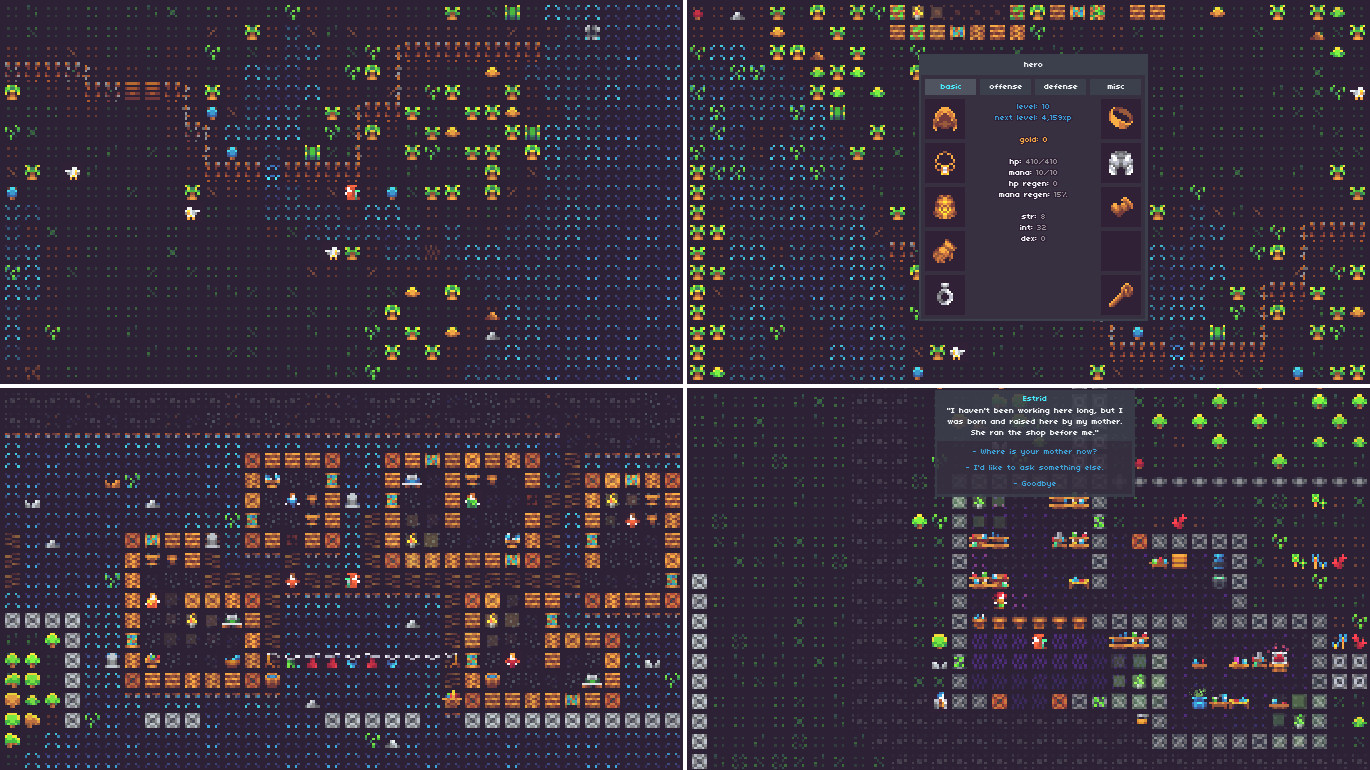 hero
basic offense defense misc
level: 10
next level: 4,159xp
gold: 0
hp: 410/410
mana: 10/10
hp regen: 0
mana regen: 15%
str: 8
int: 32
dex: 0
Estrid
"I haven't been working here long, but I
was born and raised here by my mother.
She ran the shop before me."
- Where is your mother now?
- I'd like to ask something else.
- Goodbye